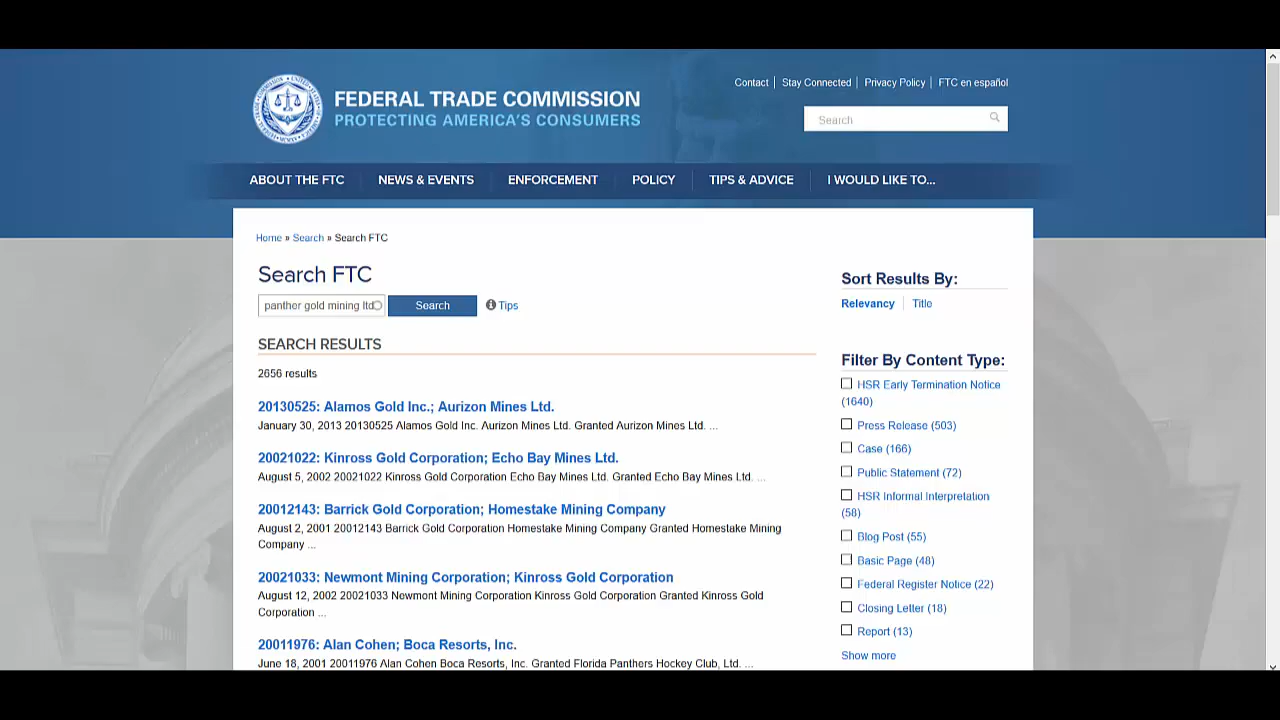 Contact
Stay Connected
Privacy Policy
FTC en español
FEDERAL TRADE COMMISSION
PROTECTING AMERICA'S CONSUMERS
Search
ABOUT THE FTC
NEWS & EVENTS
ENFORCEMENT
POLICY
TIPS & ADVICE
I WOULD LIKE TO...
Home » Search » Search FTC
Search FTC
panther gold mining ltd
Search
Tips
SEARCH RESULTS
2656 results
20130525: Alamos Gold Inc.; Aurizon Mines Ltd.
January 30, 2013 20130525 Alamos Gold Inc. Aurizon Mines Ltd. Granted Aurizon Mines Ltd. ...
20021022: Kinross Gold Corporation; Echo Bay Mines Ltd.
August 5, 2002 20021022 Kinross Gold Corporation Echo Bay Mines Ltd. Granted Echo Bay Mines Ltd. ...
20012143: Barrick Gold Corporation; Homestake Mining Company
August 2, 2001 20012143 Barrick Gold Corporation Homestake Mining Company Granted Homestake Mining
Company ...
20021033: Newmont Mining Corporation; Kinross Gold Corporation
August 12, 2002 20021033 Newmont Mining Corporation Kinross Gold Corporation Granted Kinross Gold
Corporation ...
20011976: Alan Cohen; Boca Resorts, Inc.
June 18, 2001 20011976 Alan Cohen Boca Resorts, Inc. Granted Florida Panthers Hockey Club, Ltd. ...
Sort Results By:
Relevancy
Title
Filter By Content Type:
HSR Early Termination Notice
(1640)
Press Release (503)
Case (166)
Public Statement (72)
HSR Informal Interpretation
(58)
Blog Post (55)
Basic Page (48)
Federal Register Notice (22)
Closing Letter (18)
Report (13)
Show more